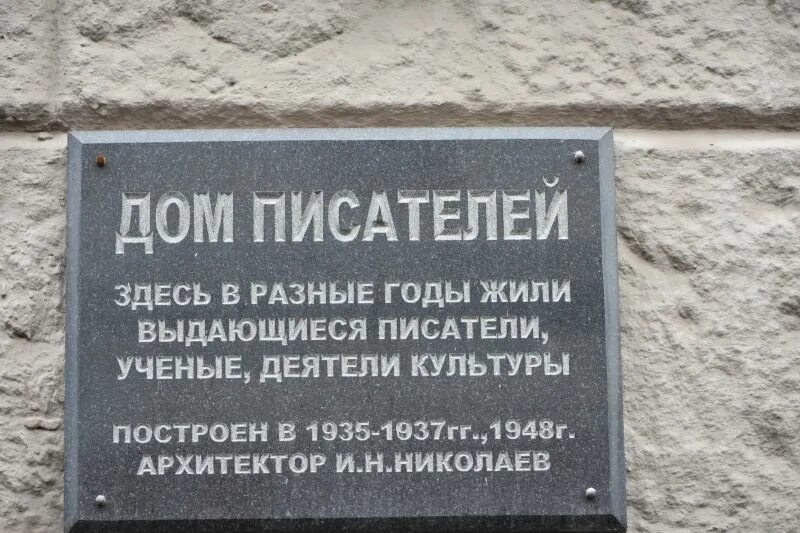 ДОМ ПИСАТЕЛЕЙ
ЗДЕСЬ В РАЗНЫЕ ГОДЫ ЖИЛИ
ВЫДАЮЩИЕСЯ ПИСАТЕЛИ,
УЧЕНЫЕ, ДЕЯТЕЛИ КУЛЬТУРЫ
ПОСТРОЕН В 1935-1937гг.,1948г.
АРХИТЕКТОР И.Н.НИКОЛАЕВ